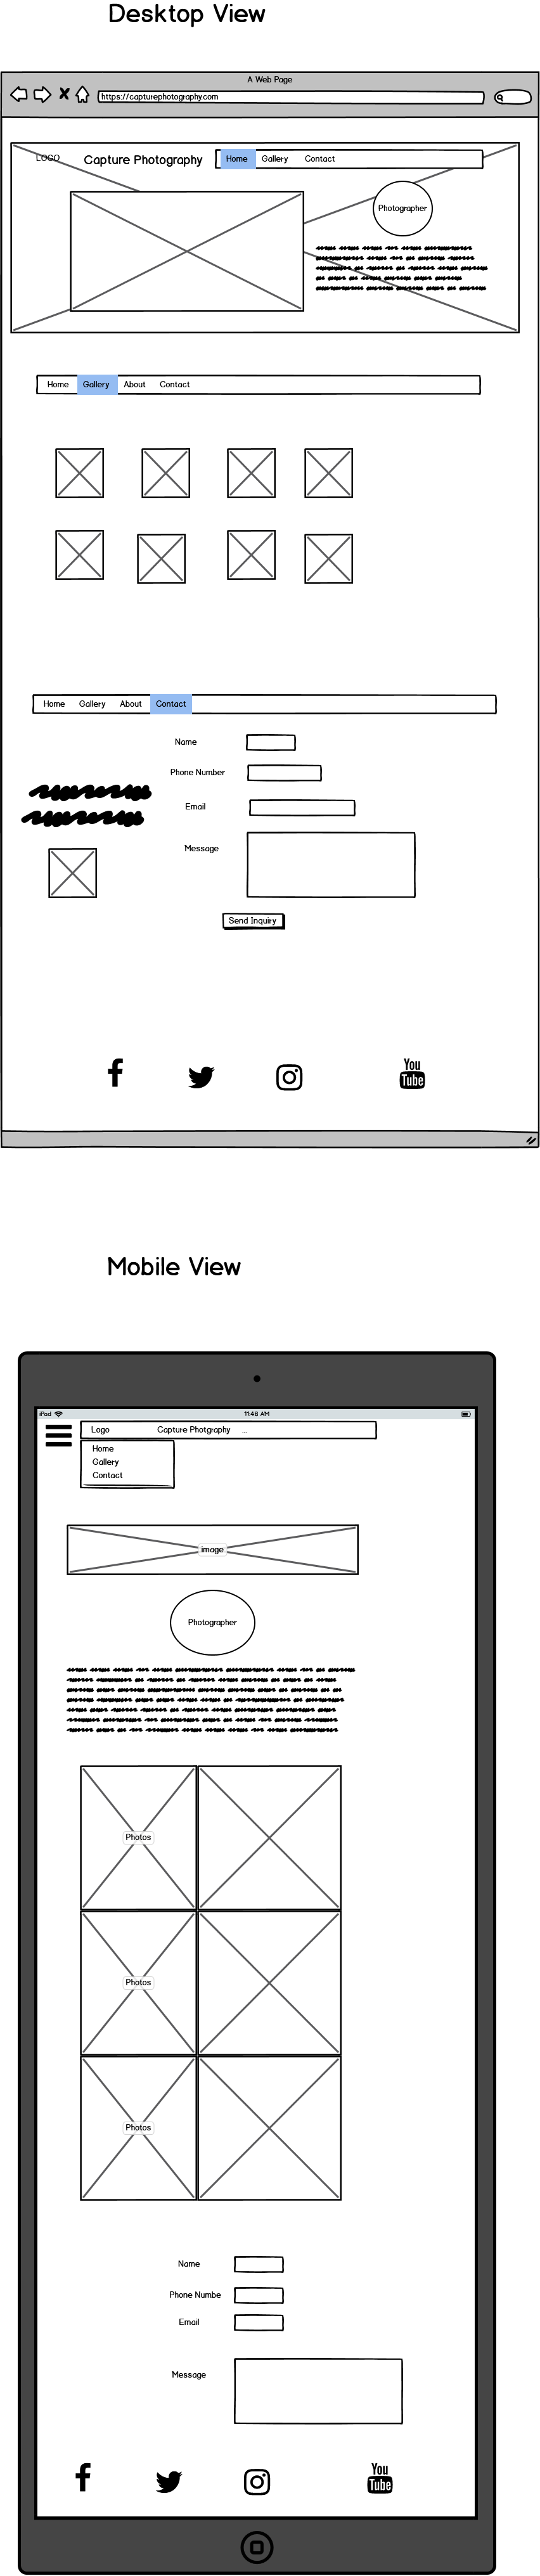 Desktop View
A Web Page
https://capturephotography.com
LOGO Capture Photography Home Gallery Contact
Photographer
Home Gallery About Contact
Home Gallery About Contact
Name
Phone Number
Email
Message
Send Inquiry
You
Tube
Mobile View
iPad 11:48 AM
Logo Capture Photgraphy ...
Home
Gallery
Contact
image
Photographer
Photos
Photos
Photos
Name
Phone Numbe
Email
Message
You
Tube